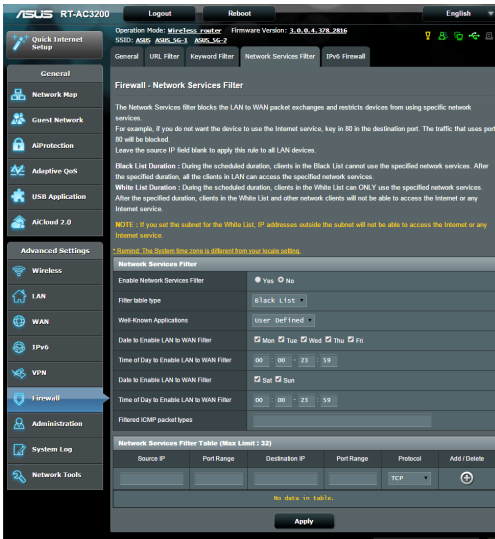 ASUS RT-AC3200 Logout Reboot English
Quick Internet Setup
Operation Mode: Wireless router Firmware Version: 3.0.0.4.378_2816
SSID: ASUS ASUS_5G-1 ASUS_5G-2
General URL Filter Keyword Filter Network Services Filter IPv6 Firewall
General
Network Map
Guest Network
AiProtection
Adaptive QoS
USB Application
AiCloud 2.0
Advanced Settings
Wireless
LAN
WAN
IPv6
VPN
Firewall
Administration
System Log
Network Tools
Firewall - Network Services Filter
The Network Services filter blocks the LAN to WAN packet exchanges and restricts devices from using specific network
services.
For example, if you do not want the device to use the Internet service, key in 80 in the destination port. The traffic that uses port
80 will be blocked.
Leave the source IP field blank to apply this rule to all LAN devices.
Black List Duration : During the scheduled duration, clients in the Black List cannot use the specified network services. After
the specified duration, all the clients in LAN can access the specified network services.
White List Duration : During the scheduled duration, clients in the White List can ONLY use the specified network services.
After the specified duration, clients in the White List and other network clients will not be able to access the Internet or any
Internet service.
NOTE : If you set the subnet for the White List, IP addresses outside the subnet will not be able to access the Internet or any
Internet service.
* Remind: The System time zone is different from your locale setting.
Network Services Filter
Enable Network Services Filter Yes No
Filter table type Black List
Well-Known Applications User Defined
Date to Enable LAN to WAN Filter Mon Tue Wed Thu Fri
Time of Day to Enable LAN to WAN Filter 00 : 00 - 23 : 59
Date to Enable LAN to WAN Filter Sat Sun
Time of Day to Enable LAN to WAN Filter 00 : 00 - 23 : 59
Filtered ICMP packet types
Network Services Filter Table (Max Limit : 32)
Source IP Port Range Destination IP Port Range Protocol Add / Delete
TCP
No data in table.
Apply